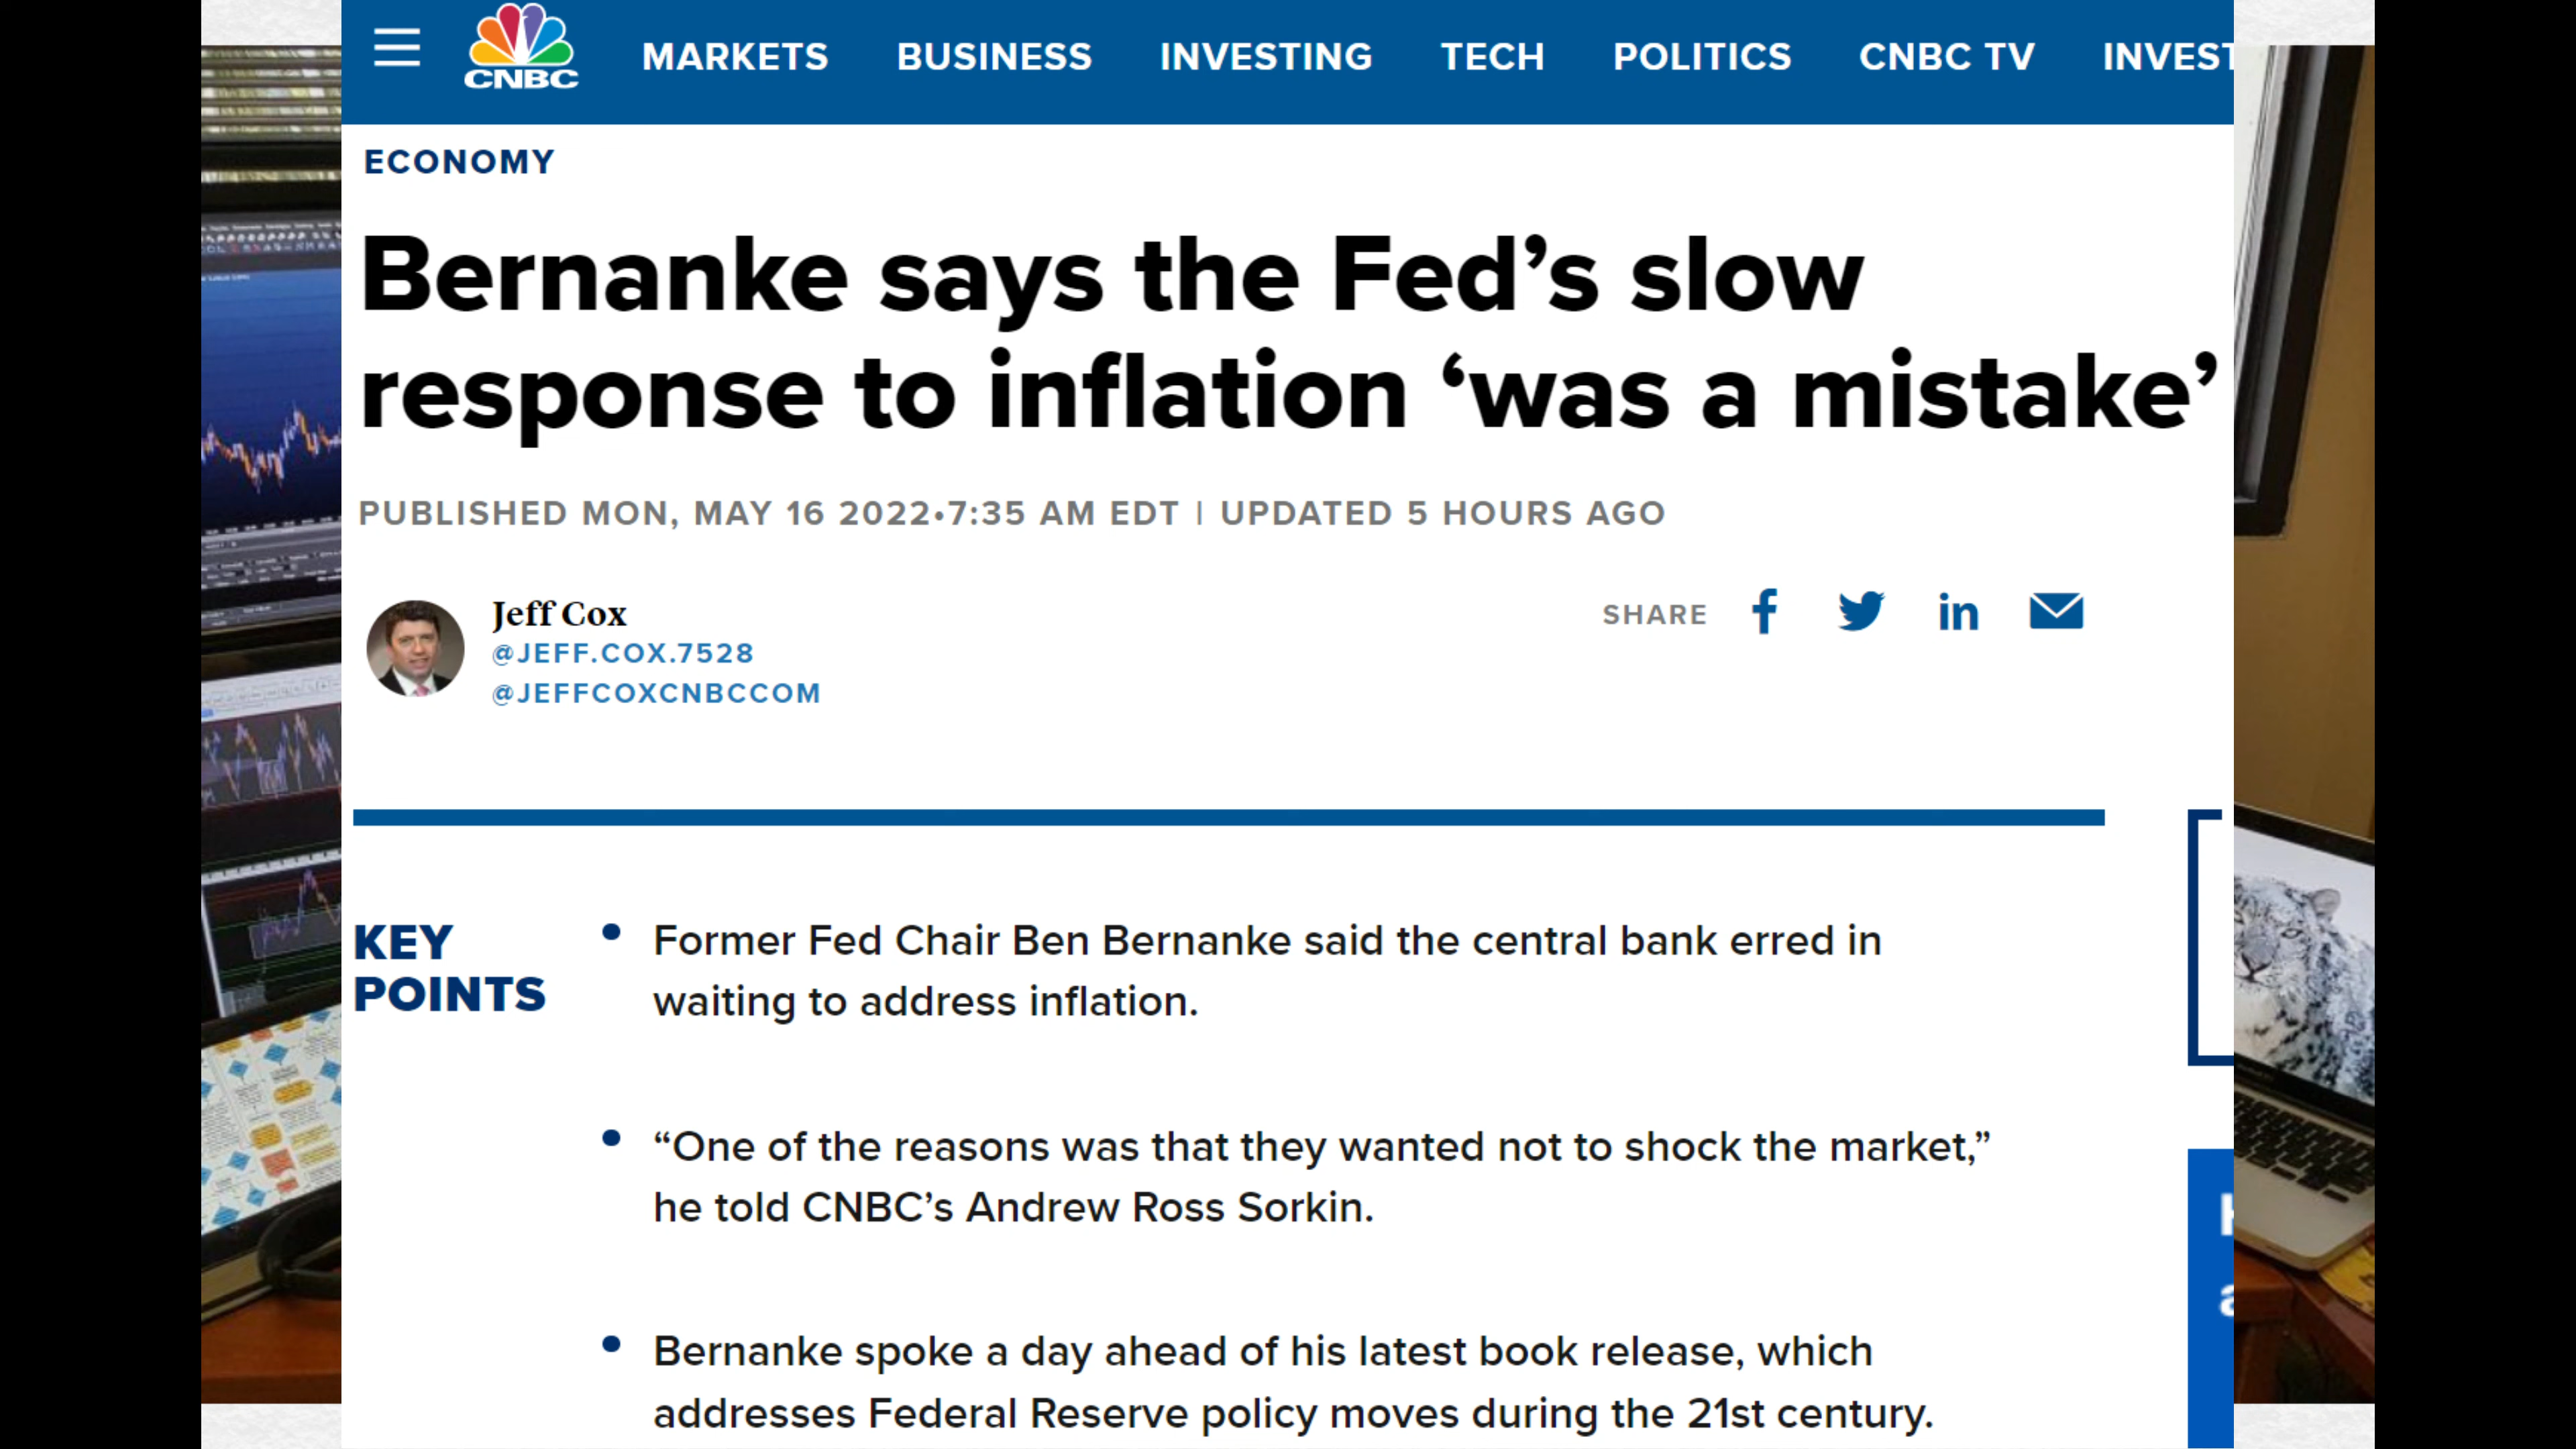 CNBC
MARKETS BUSINESS INVESTING TECH POLITICS CNBC TV INVEST
ECONOMY
Bernanke says the Fed’s slow
response to inflation ‘was a mistake’
PUBLISHED MON, MAY 16 2022•7:35 AM EDT | UPDATED 5 HOURS AGO
Jeff Cox
@JEFF.COX.7528
@JEFFCOXCNBCCOM
SHARE
KEY
POINTS
• Former Fed Chair Ben Bernanke said the central bank erred in
waiting to address inflation.
• “One of the reasons was that they wanted not to shock the market,”
he told CNBC’s Andrew Ross Sorkin.
• Bernanke spoke a day ahead of his latest book release, which
addresses Federal Reserve policy moves during the 21st century.